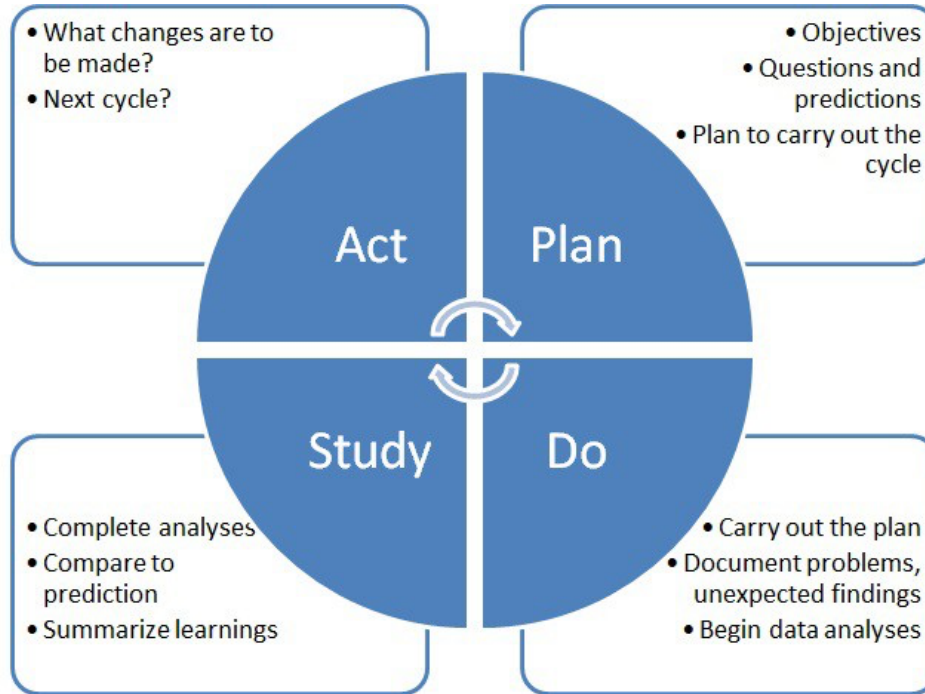 • What changes are to
be made?
• Next cycle?
• Objectives
• Questions and
predictions
• Plan to carry out the
cycle
Act
Plan
Study
Do
• Complete analyses
• Compare to
prediction
• Summarize learnings
• Carry out the plan
• Document problems,
unexpected findings
• Begin data analyses